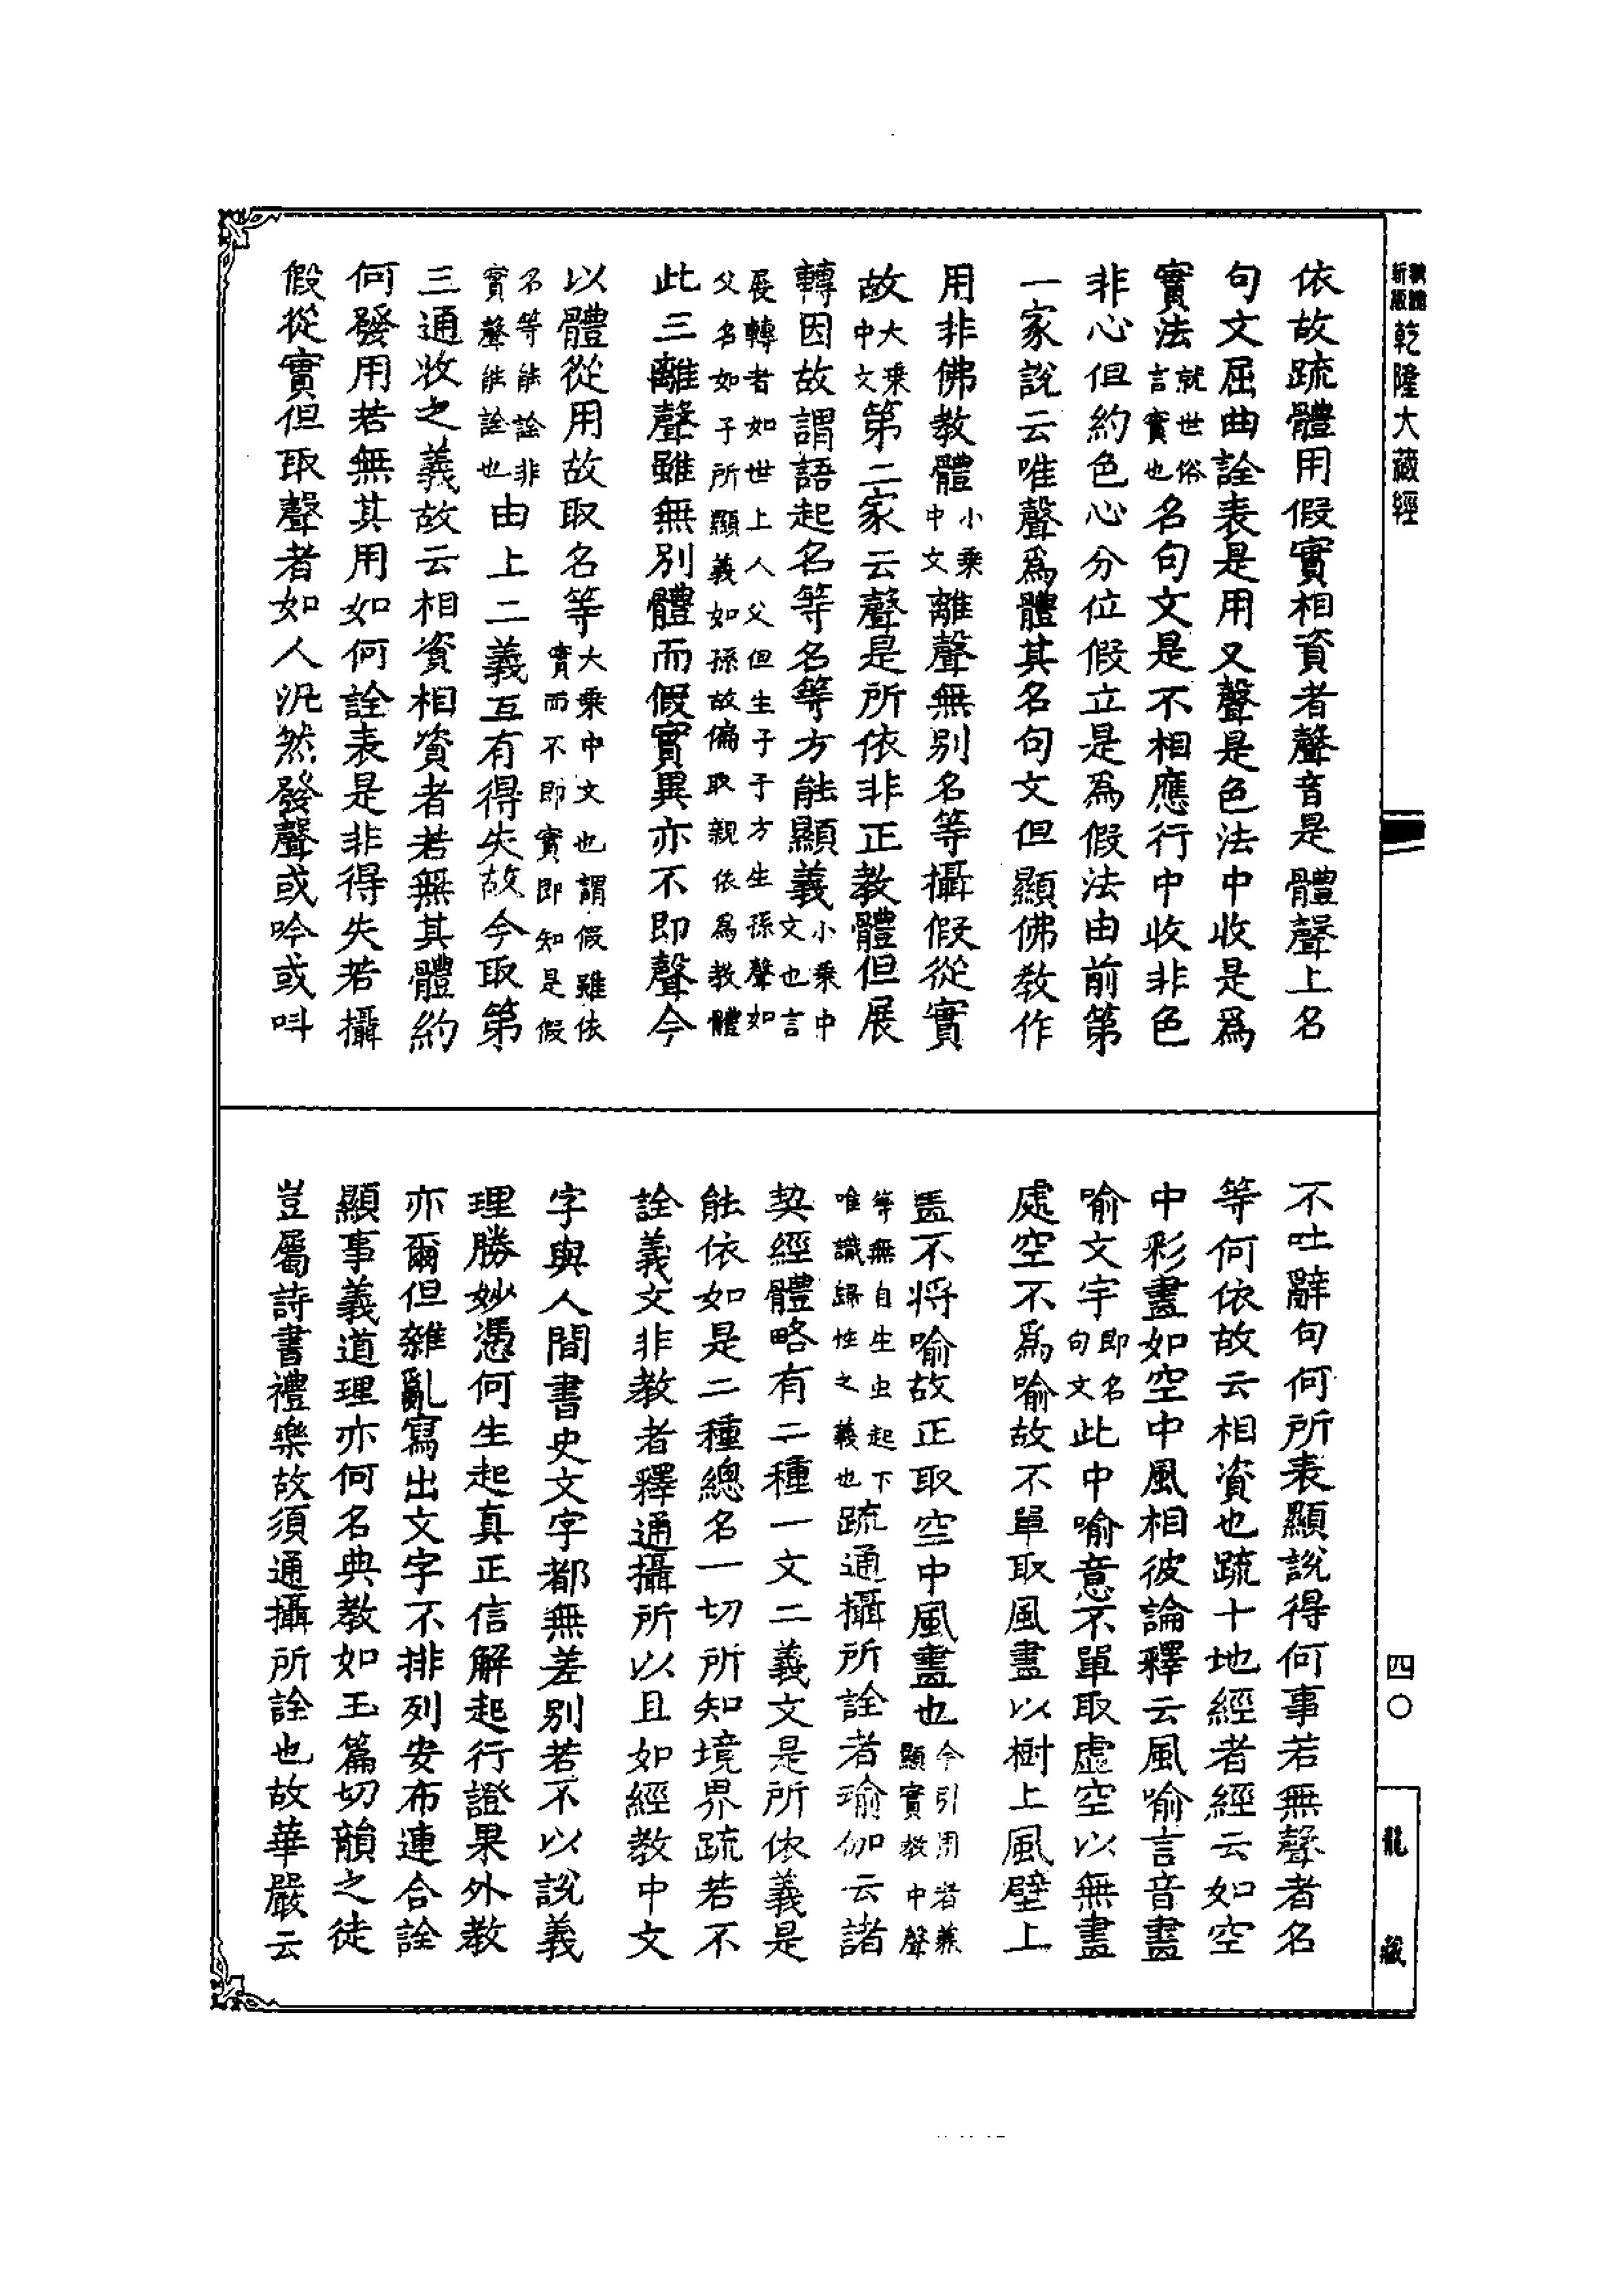 新版 乾隆大藏經
依故疏體用假實相資者聲音是體聲上名
句文屈曲詮表是用又聲是色法中收是爲
實法就世俗言實也名句文是不相應行中收非色
非心但約色心分位假立是爲假法由前第
一家說云唯聲爲體其名句文但顯佛教作
用非佛教體小乗中文離聲無別名等攝假從實
故大乗中文第二家云聲是所依非正教體但展
轉因故謂語起名等名等方能顯義小乗中文也言
展轉者如世上人父但生子子方生孫聲如
父名如子所顯義如孫故偏取親依爲教體
此三離聲雖無別體而假實異亦不即聲今
以體從用故取名等大乗中文也謂假雖依實而不即實即知是假
名等能詮非實聲能詮也由上二義互有得失故今取第
三通收之義故云相資相資者若無其體約
何發用若無其用如何詮表是非得失若攝
假從實但取聲者如人汎然發聲或吟或呌
不吐辭句何所表顯說得何事若無聲者名
等何依故云相資也疏十地經者經云如空
中彩畫如空中風相彼論釋云風喻言音畫
喻文字即名句文此中喻意不單取虛空以無畫
處空不爲喻故不單取風畫以樹上風壁上
畫不將喻故正取空中風畫也今引用者兼顯實教中聲
等無自生虫起下
唯識歸性之義也疏通攝所詮者瑜伽云諸
契經體略有二種一文二義文是所依義是
能依如是二種總名一切所知境界疏若不
詮義文非教者釋通攝所以且如經教中文
字與人間書史文字都無差別若不以說義
理勝妙憑何生起真正信解起行證果外教
亦爾但雜亂寫出文字不排列安布連合詮
顯事義道理亦何名典教如玉篇切韻之徒
豈屬詩書禮樂故須通攝所詮也故華嚴云
四〇
龍藏